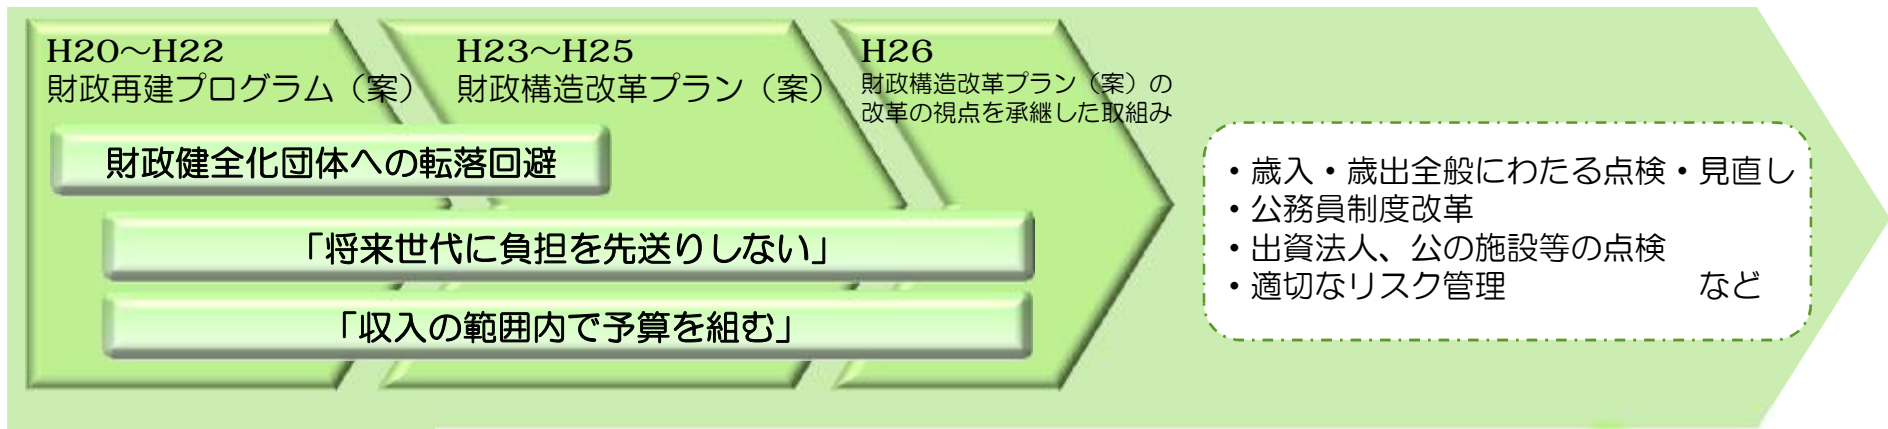 H20～H22
財政再建プログラム（案）
H23～H25
財政構造改革プラン（案）
H26
財政構造改革プラン（案）の
改革の視点を承継した取組み
財政健全化団体への転落回避
「将来世代に負担を先送りしない」
「収入の範囲内で予算を組む」
・歳入・歳出全般にわたる点検・見直し
・公務員制度改革
・出資法人、公の施設等の点検
・適切なリスク管理　　　　　　　など